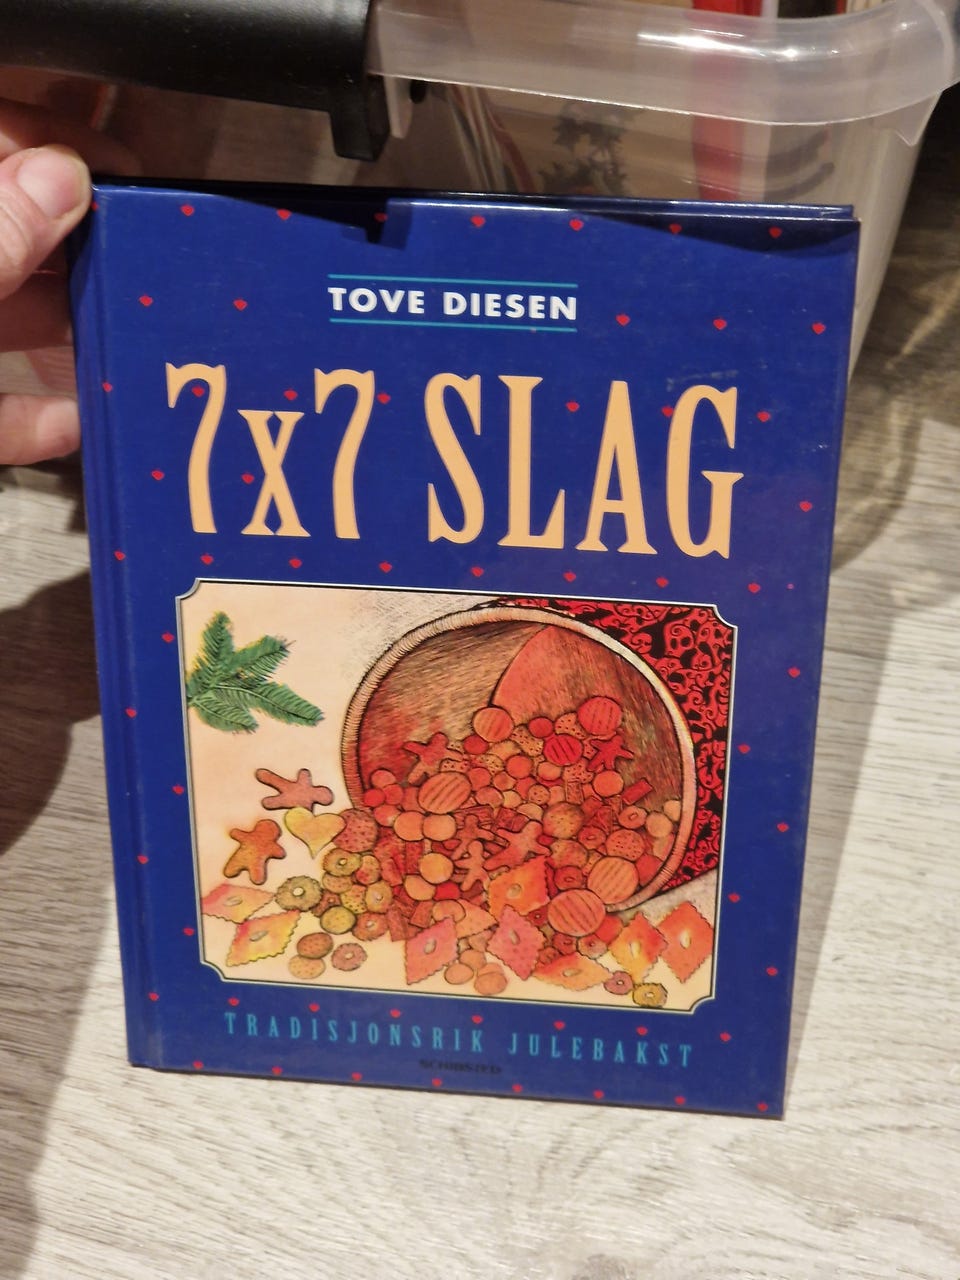 TOVE DIESEN
7x7 SLAG
TRADISJONSRIK JULEBAKST
SCHIBSTED